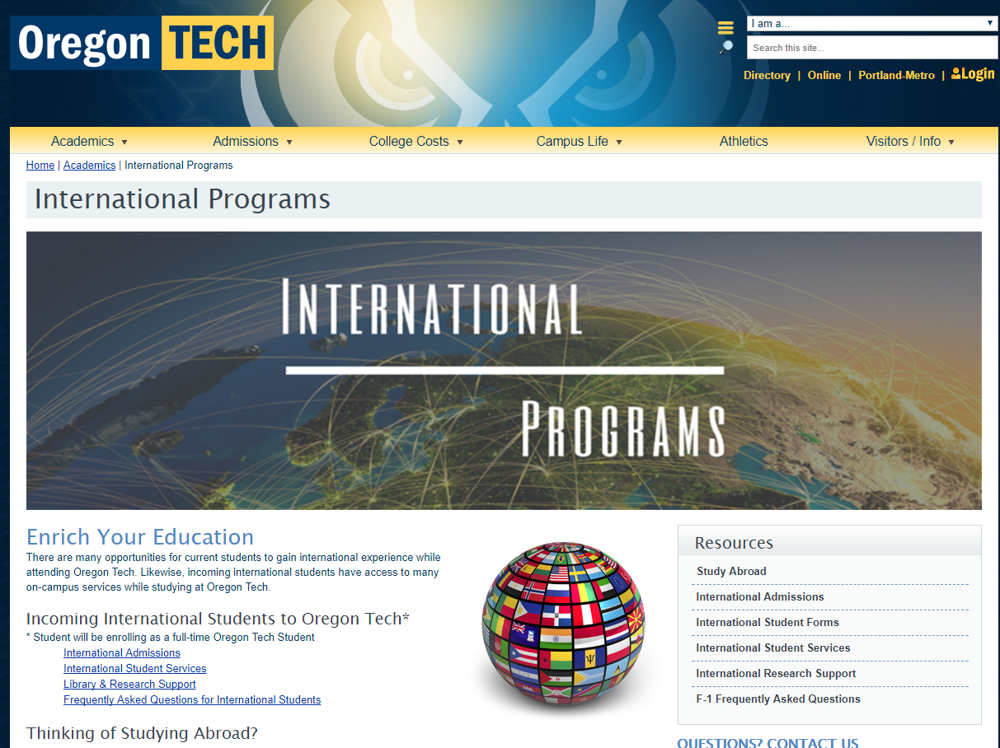 Oregon TECH
I am a...
Search this site...
Directory | Online | Portland-Metro | Login
Academics ▼ Admissions ▼ College Costs ▼ Campus Life ▼ Athletics Visitors / Info ▼
Home | Academics | International Programs
International Programs
INTERNATIONAL
PROGRAMS
Enrich Your Education
There are many opportunities for current students to gain international experience while
attending Oregon Tech. Likewise, incoming international students have access to many
on-campus services while studying at Oregon Tech.
Incoming International Students to Oregon Tech*
* Student will be enrolling as a full-time Oregon Tech Student
International Admissions
International Student Services
Library & Research Support
Frequently Asked Questions for International Students
Thinking of Studying Abroad?
Resources
Study Abroad
International Admissions
International Student Forms
International Student Services
International Research Support
F-1 Frequently Asked Questions
QUESTIONS? CONTACT US